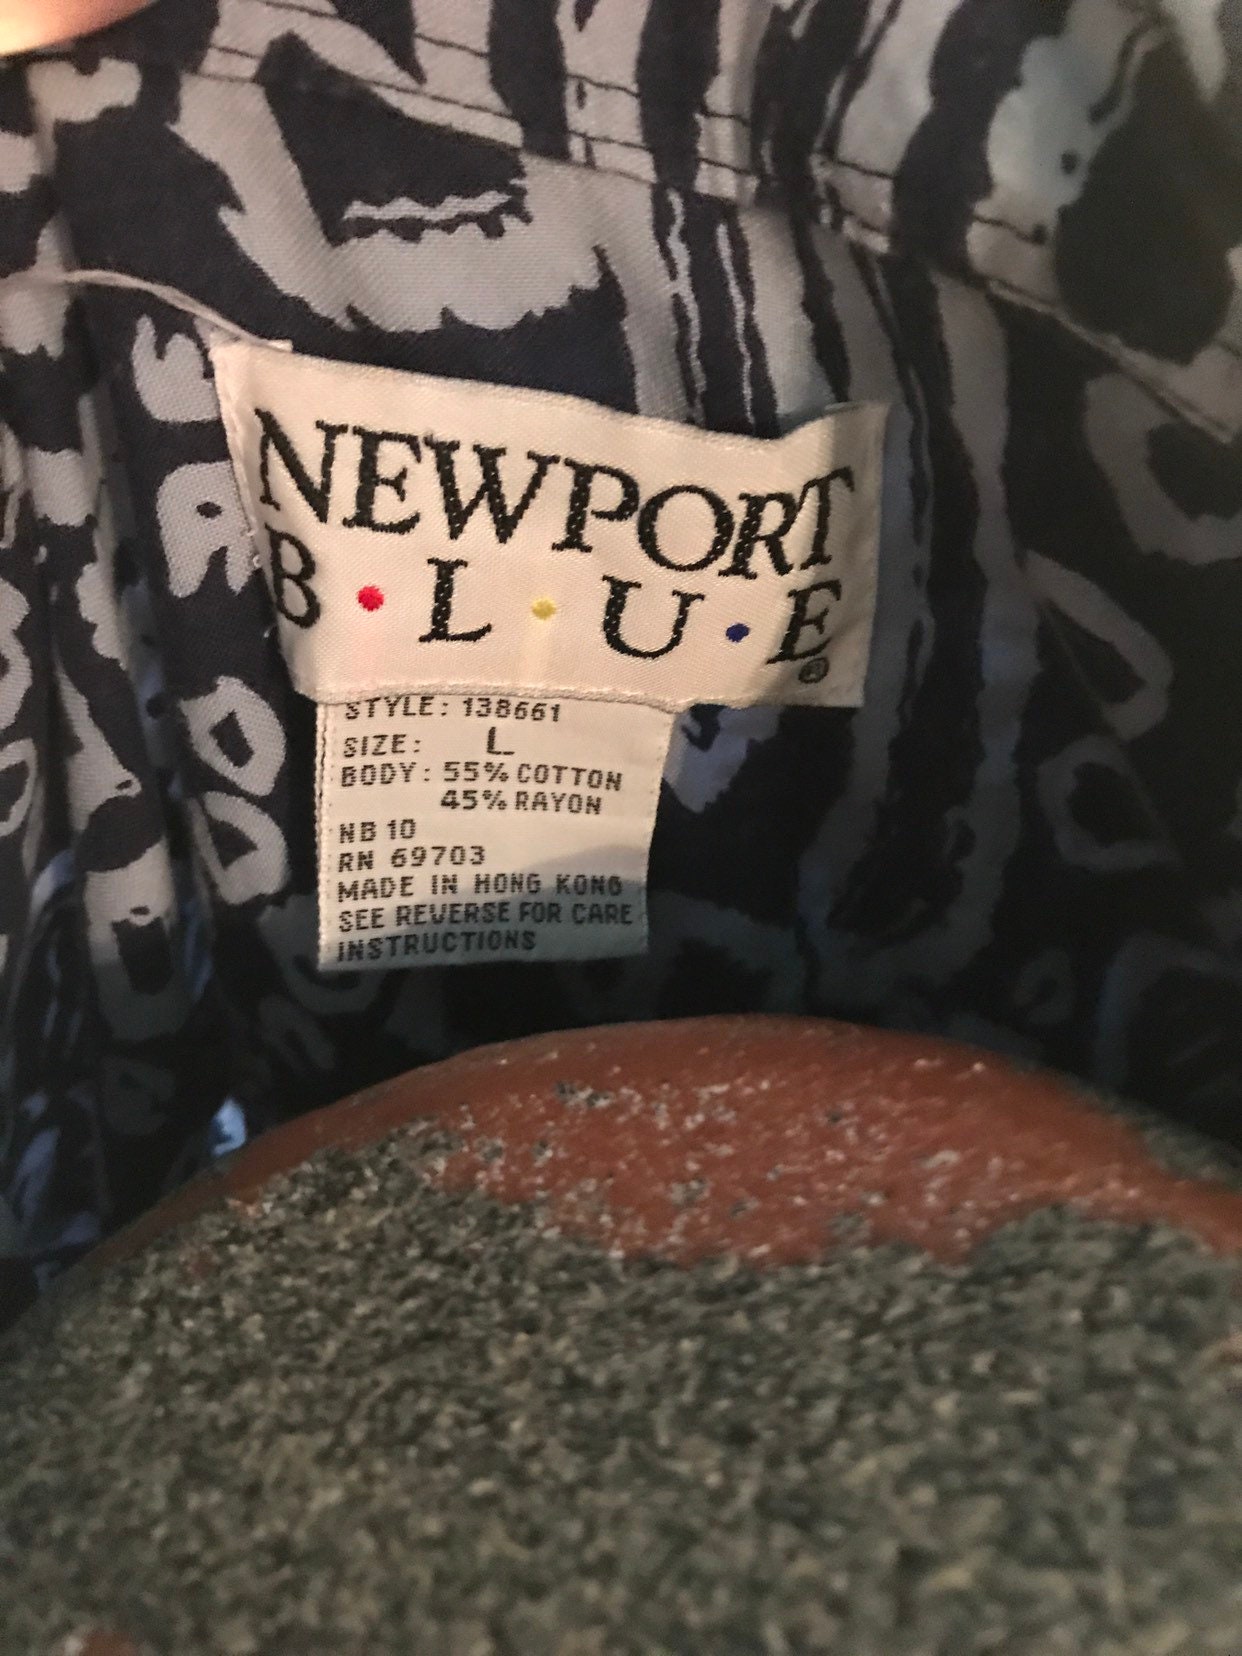 NEWPORT
B•L•U•E®
STYLE: 138661
SIZE: L
BODY: 55% COTTON
45% RAYON
NB 10
RN 69703
MADE IN HONG KONG
SEE REVERSE FOR CARE
INSTRUCTIONS